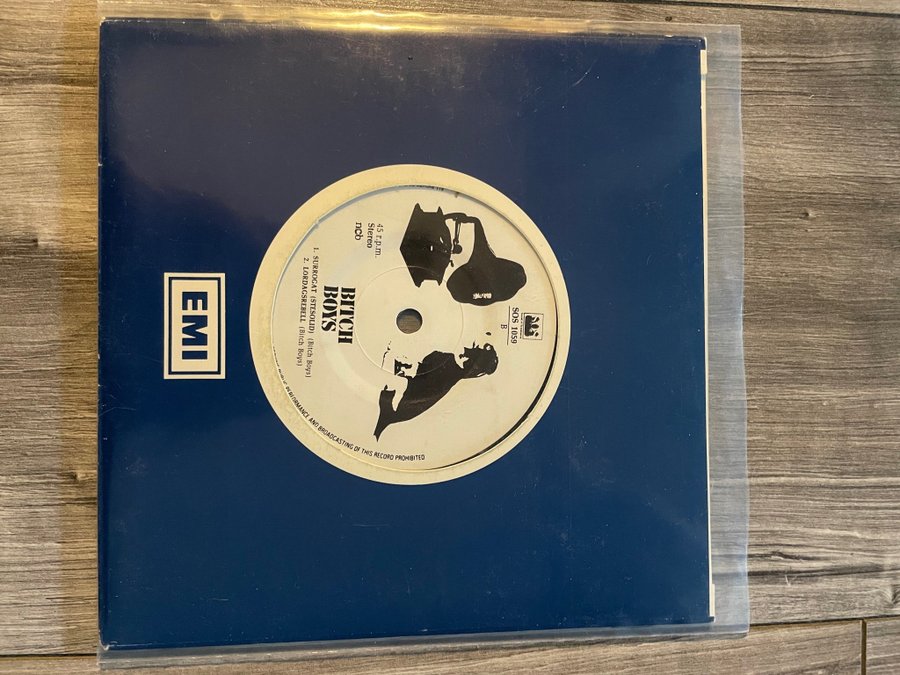 EMI
SOS 1059
B
45 r.p.m.
Stereo
ncb
BITCH
BOYS
1. SURROGAT (STESOLID) (Bitch Boys)
2. LORDAGSREBELL (Bitch Boys)
PERFORMANCE AND BROADCASTING OF THIS RECORD PROHIBITED